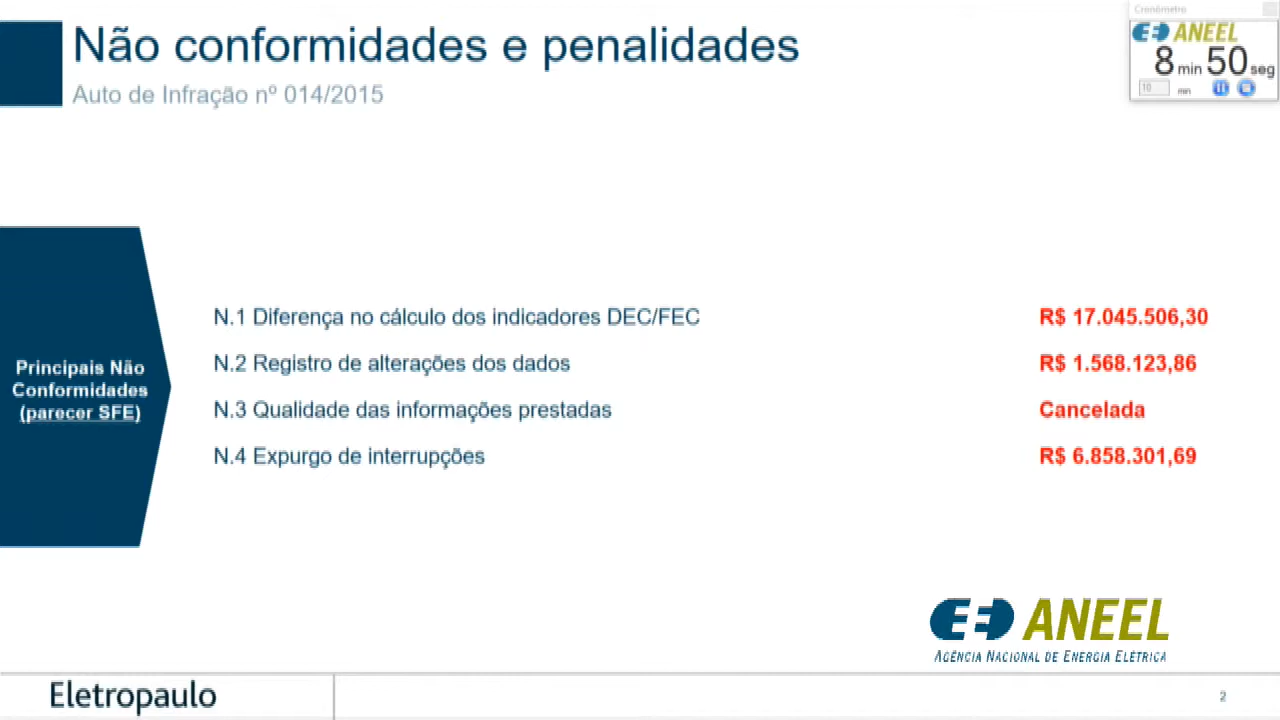 Não conformidades e penalidades
Auto de Infração nº 014/2015
Cronômetro
ANEEL
8 min 50 seg
10 min
Principais Não
Conformidades
(parecer SFE)
N.1 Diferença no cálculo dos indicadores DEC/FEC R$ 17.045.506,30
N.2 Registro de alterações dos dados R$ 1.568.123,86
N.3 Qualidade das informações prestadas Cancelada
N.4 Expurgo de interrupções R$ 6.858.301,69
ANEEL
AGÊNCIA NACIONAL DE ENERGIA ELÉTRICA
Eletropaulo
2